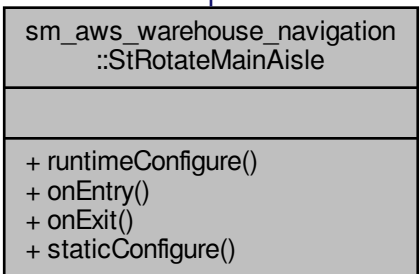 sm_aws_warehouse_navigation
::StRotateMainAisle
+ runtimeConfigure()
+ onEntry()
+ onExit()
+ staticConfigure()